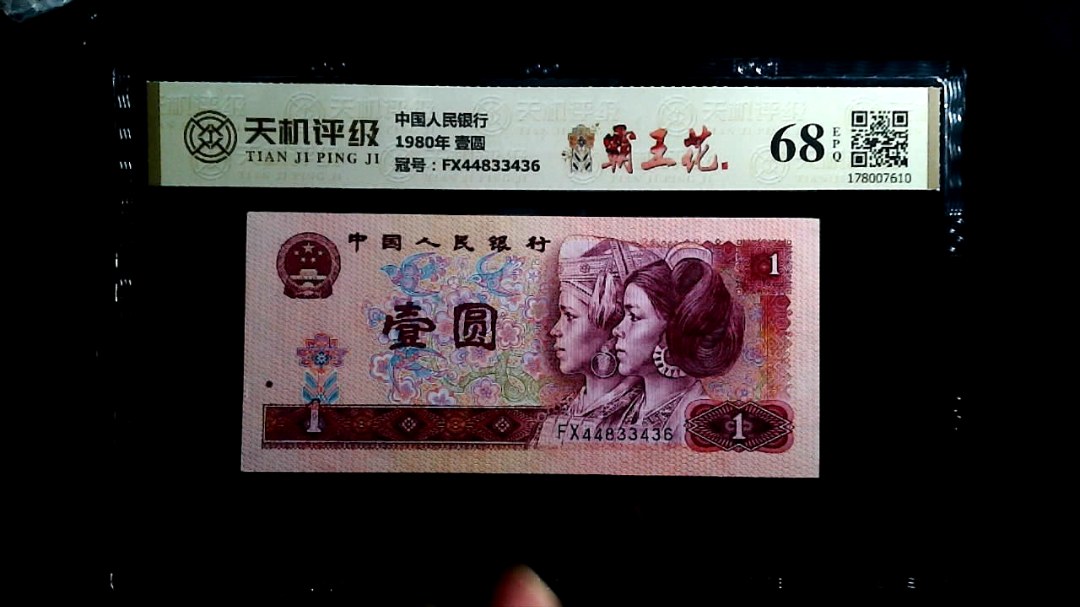 天机评级
TIAN JI PING JI
中国人民银行
1980年 壹圆
冠号：FX44833436
霸王花
68
EPQ
178007610
中国人民银行
1
壹圆
1
FX44833436
1